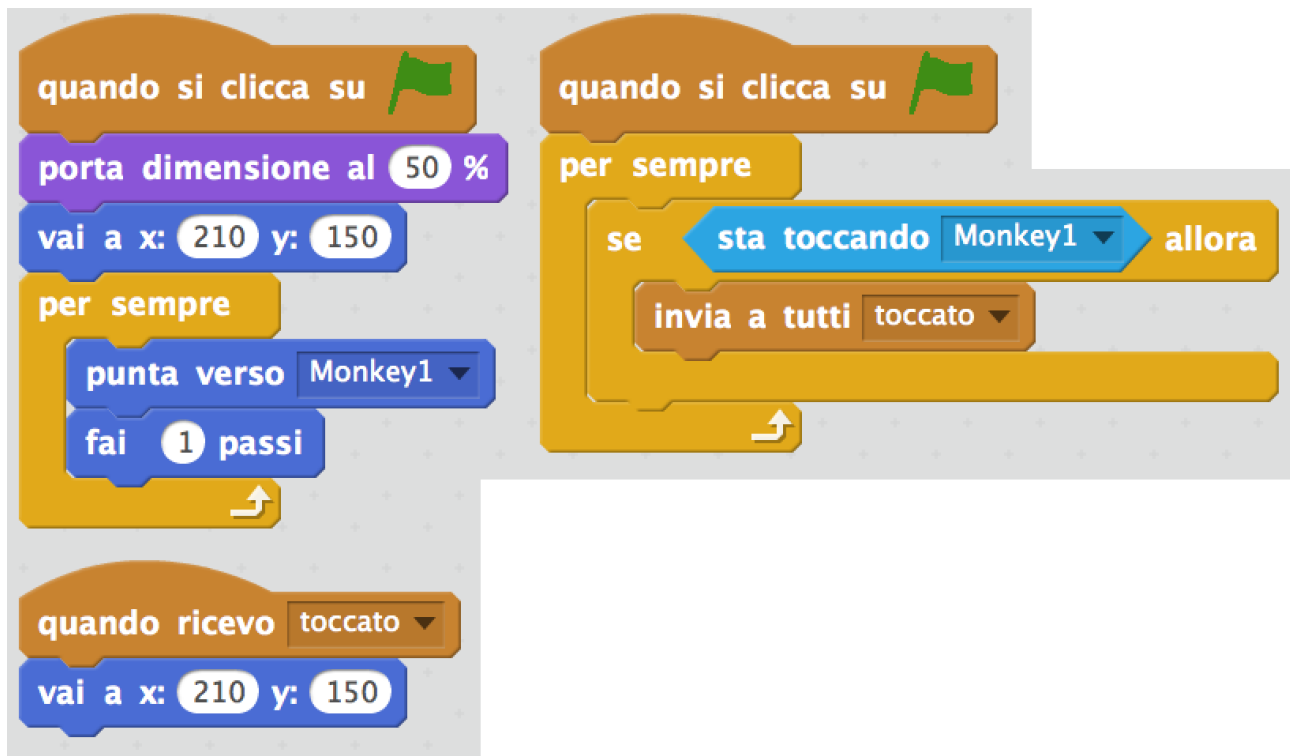 quando si clicca su
porta dimensione al 50 %
vai a x: 210 y: 150
per sempre
punta verso Monkey1
fai 1 passi
quando ricevo toccato
vai a x: 210 y: 150
quando si clicca su
per sempre
se sta toccando Monkey1 allora
invia a tutti toccato